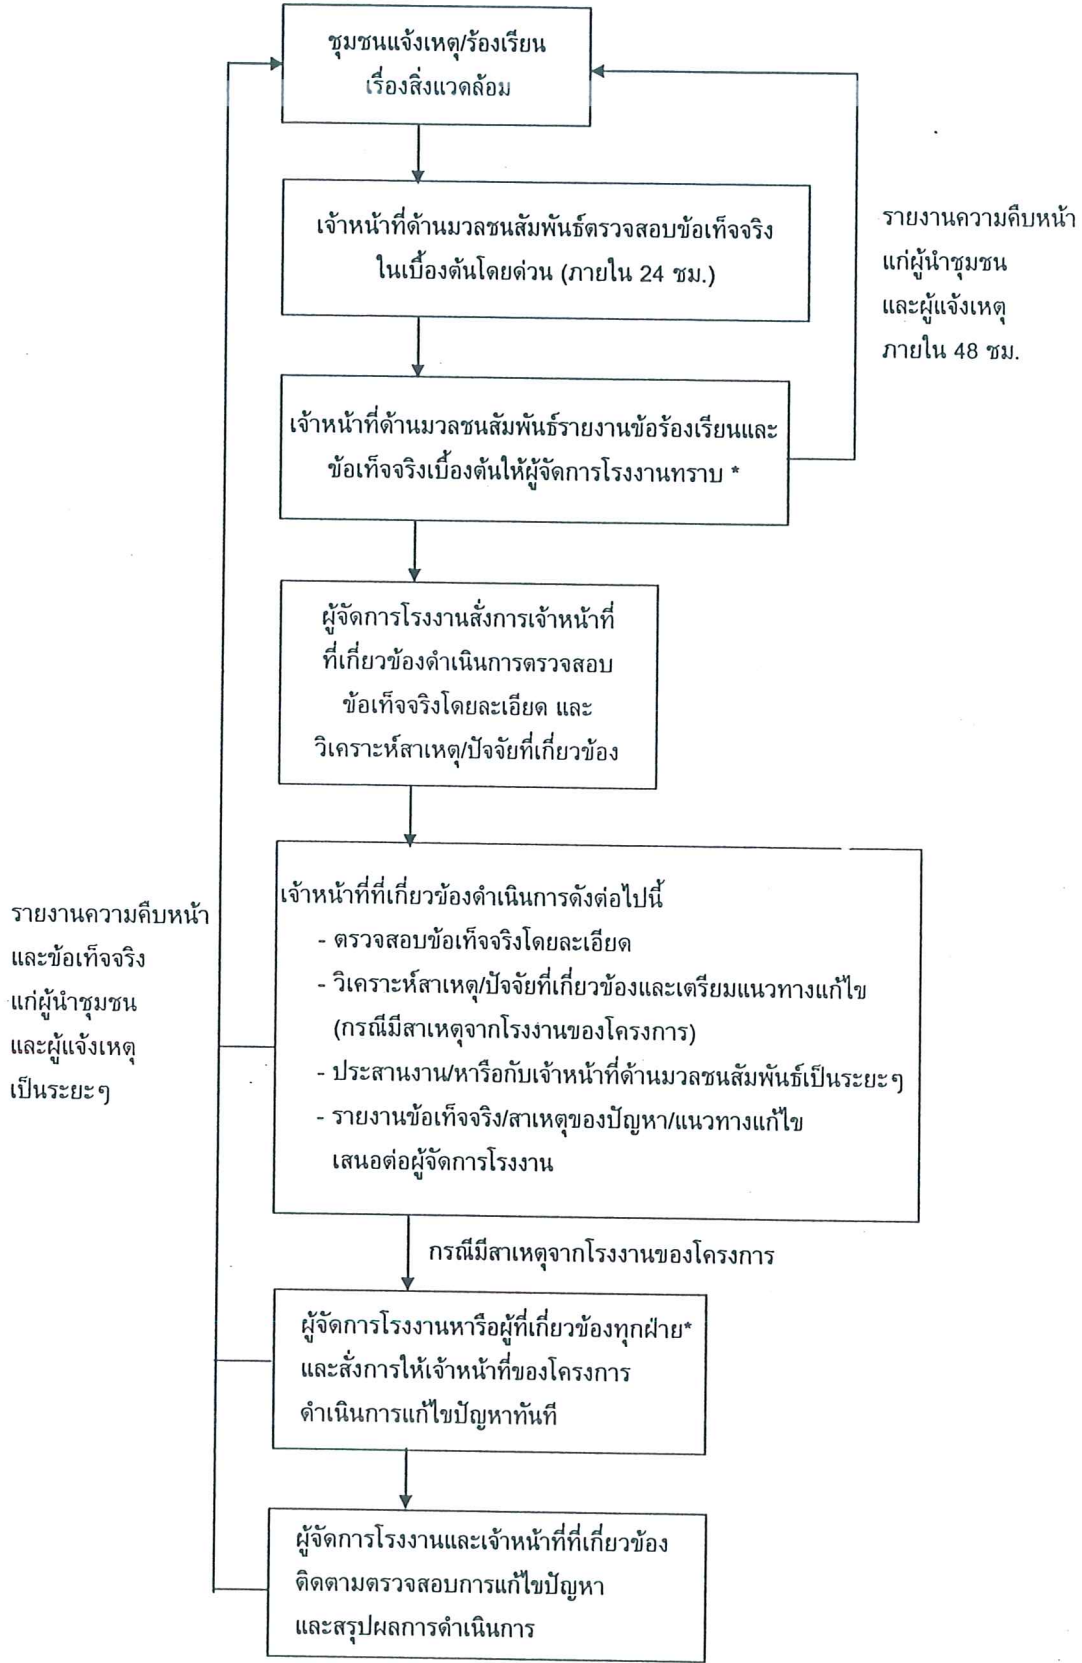 ชุมชนแจ้งเหตุ/ร้องเรียน
เรื่องสิ่งแวดล้อม
เจ้าหน้าที่ด้านมวลชนสัมพันธ์ตรวจสอบข้อเท็จจริง
ในเบื้องต้นโดยด่วน (ภายใน 24 ชม.)
รายงานความคืบหน้า
แก่ผู้นำชุมชน
และผู้แจ้งเหตุ
ภายใน 48 ชม.
เจ้าหน้าที่ด้านมวลชนสัมพันธ์รายงานข้อร้องเรียนและ
ข้อเท็จจริงเบื้องต้นให้ผู้จัดการโรงงานทราบ *
ผู้จัดการโรงงานสั่งการเจ้าหน้าที่
ที่เกี่ยวข้องดำเนินการตรวจสอบ
ข้อเท็จจริงโดยละเอียด และ
วิเคราะห์สาเหตุ/ปัจจัยที่เกี่ยวข้อง
รายงานความคืบหน้า
และข้อเท็จจริง
แก่ผู้นำชุมชน
และผู้แจ้งเหตุ
เป็นระยะๆ
เจ้าหน้าที่ที่เกี่ยวข้องดำเนินการดังต่อไปนี้
- ตรวจสอบข้อเท็จจริงโดยละเอียด
- วิเคราะห์สาเหตุ/ปัจจัยที่เกี่ยวข้องและเตรียมแนวทางแก้ไข
(กรณีมีสาเหตุจากโรงงานของโครงการ)
- ประสานงาน/หารือกับเจ้าหน้าที่ด้านมวลชนสัมพันธ์เป็นระยะๆ
- รายงานข้อเท็จจริง/สาเหตุของปัญหา/แนวทางแก้ไข
เสนอต่อผู้จัดการโรงงาน
กรณีมีสาเหตุจากโรงงานของโครงการ
ผู้จัดการโรงงานหารือผู้ที่เกี่ยวข้องทุกฝ่าย*
และสั่งการให้เจ้าหน้าที่ของโครงการ
ดำเนินการแก้ไขปัญหาทันที
ผู้จัดการโรงงานและเจ้าหน้าที่ที่เกี่ยวข้อง
ติดตามตรวจสอบการแก้ไขปัญหา
และสรุปผลการดำเนินการ